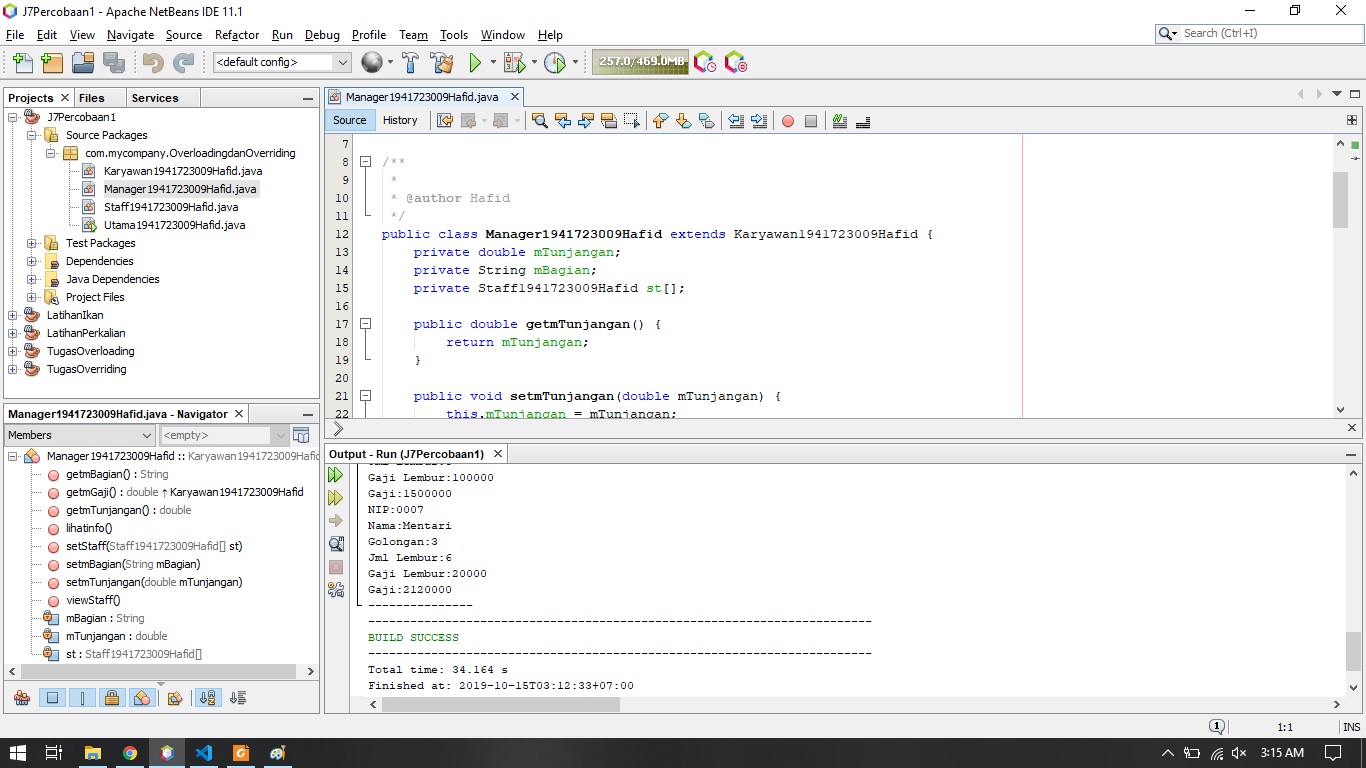 J7Percobaan1 - Apache NetBeans IDE 11.1
File Edit View Navigate Source Refactor Run Debug Profile Team Tools Window Help
Search (Ctrl+I)
<default config>
257.0/469.0MB
Projects Files Services
J7Percobaan1
Source Packages
com.mycompany.OverloadingdanOverriding
Karyawan1941723009Hafid.java
Manager1941723009Hafid.java
Staff1941723009Hafid.java
Utama1941723009Hafid.java
Test Packages
Dependencies
Java Dependencies
Project Files
LatihanIkan
LatihanPerkalian
TugasOverloading
TugasOverriding
Manager1941723009Hafid.java - Navigator
Members <empty>
Manager1941723009Hafid :: Karyawan1941723009Hafid
getmBagian() : String
getmGaji() : double ↑ Karyawan1941723009Hafid
getmTunjangan() : double
lihatinfo()
setStaff(Staff1941723009Hafid[] st)
setmBagian(String mBagian)
setmTunjangan(double mTunjangan)
viewStaff()
mBagian : String
mTunjangan : double
st : Staff1941723009Hafid[]
Manager1941723009Hafid.java
Source History
7
8 /**
9 *
10 * @author Hafid
11 */
12 public class Manager1941723009Hafid extends Karyawan1941723009Hafid {
13 private double mTunjangan;
14 private String mBagian;
15 private Staff1941723009Hafid st[];
16
17 public double getmTunjangan() {
18 return mTunjangan;
19 }
20
21 public void setmTunjangan(double mTunjangan) {
22 this.mTunjangan = mTunjangan;
Output - Run (J7Percobaan1)
Gaji Lembur:100000
Gaji:1500000
NIP:0007
Nama:Mentari
Golongan:3
Jml Lembur:6
Gaji Lembur:20000
Gaji:2120000
---------------
------------------------------------------------------------------------
BUILD SUCCESS
------------------------------------------------------------------------
Total time: 34.164 s
Finished at: 2019-10-15T03:12:33+07:00
1
1:1 INS
3:15 AM